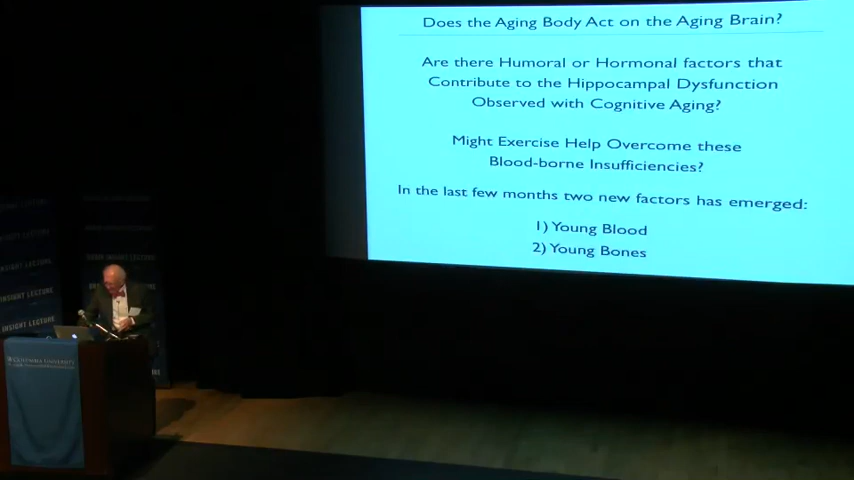 Does the Aging Body Act on the Aging Brain?
Are there Humoral or Hormonal factors that
Contribute to the Hippocampal Dysfunction
Observed with Cognitive Aging?
Might Exercise Help Overcome these
Blood-borne Insufficiencies?
In the last few months two new factors has emerged:
1) Young Blood
2) Young Bones
INSIGHT LECTURE
INSIGHT LECTURE
INSIGHT LECTURE
COLUMBIA UNIVERSITY